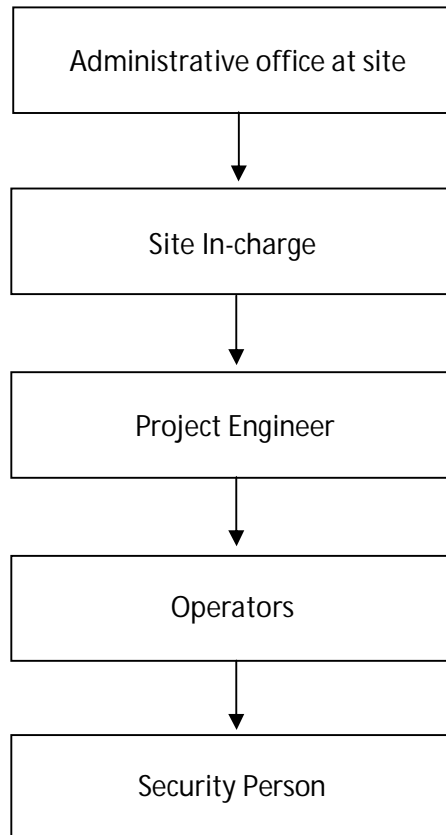 Administrative office at site
Site In-charge
Project Engineer
Operators
Security Person